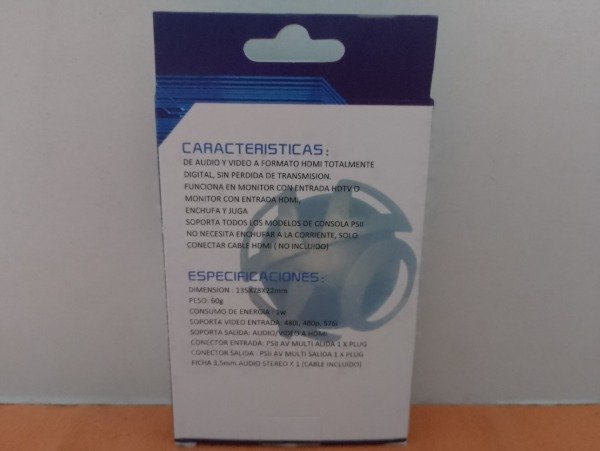 CARACTERISTICAS:
DE AUDIO Y VIDEO A FORMATO HDMI TOTALMENTE
DIGITAL, SIN PERDIDA DE TRANSMISION.
FUNCIONA EN MONITOR CON ENTRADA HDTV O
MONITOR CON ENTRADA HDMI,
ENCHUFA Y JUGA
SOPORTA TODOS LOS MODELOS DE CONSOLA PSII
NO NECESITA ENCHUFAR A LA CORRIENTE, SOLO
CONECTAR CABLE HDMI ( NO INCLUIDO)
ESPECIFICACIONES:
DIMENSION : 135X78X22mm
PESO: 60g
CONSUMO DE ENERGIA : 1w
SOPORTA VIDEO ENTRADA: 480i, 480p, 576i
SOPORTA SALIDA: AUDIO/VIDEO A HDMI
CONECTOR ENTRADA: PSII AV MULTI ALIDA 1 X PLUG
CONECTOR SALIDA : PSII AV MULTI SALIDA 1 X PLUG
FICHA 3,5mm AUDIO STEREO X 1 (CABLE INCLUIDO)